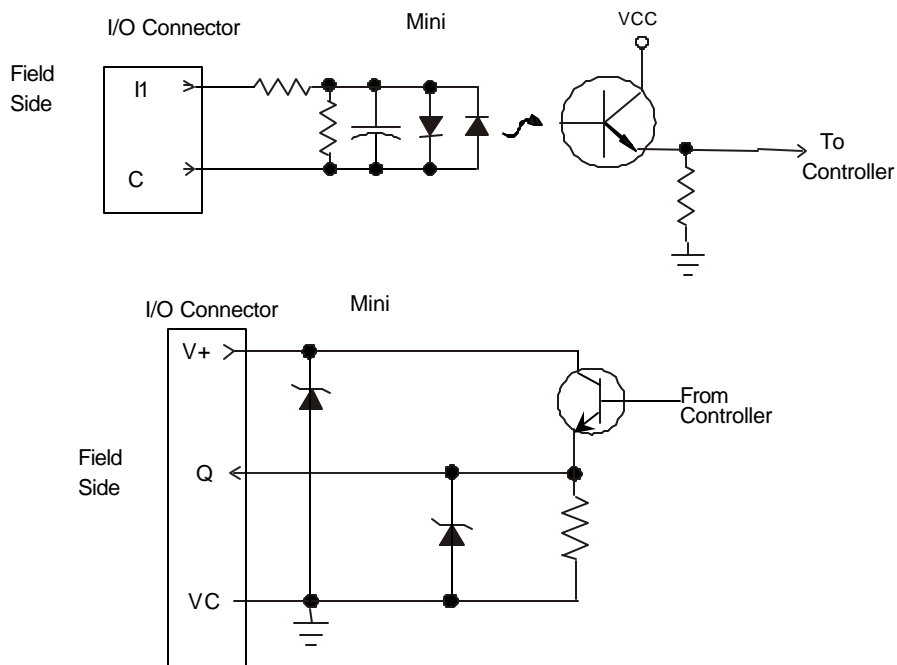 I/O Connector
Mini
VCC
Field
Side
I1
C
To
Controller
I/O Connector
Mini
V+
From
Controller
Field
Side
Q
VC